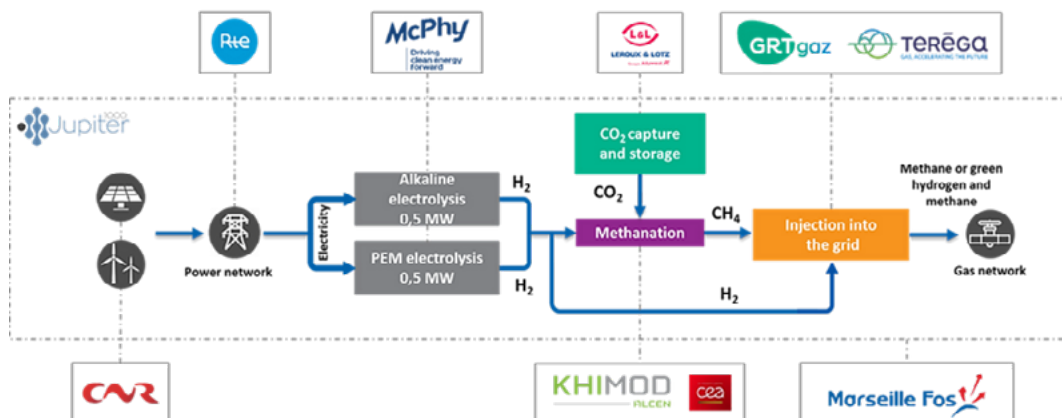 Rte
McPhy
Driving
clean energy
forward
L&L
LEROUX & LOTZ
GRTgaz
TERĒGA
GAS, ACCELERATING THE FUTURE
Jupiter
1000
CO₂ capture
and storage
Methane or green
hydrogen and
methane
Alkaline
electrolysis
0,5 MW
H₂
CO₂
CH₄
Electricity
Methanation
Injection into
the grid
Power network
PEM electrolysis
0,5 MW
H₂
H₂
Gas network
CNR
KHIMOD
ALCEN
cea
Marseille Fos